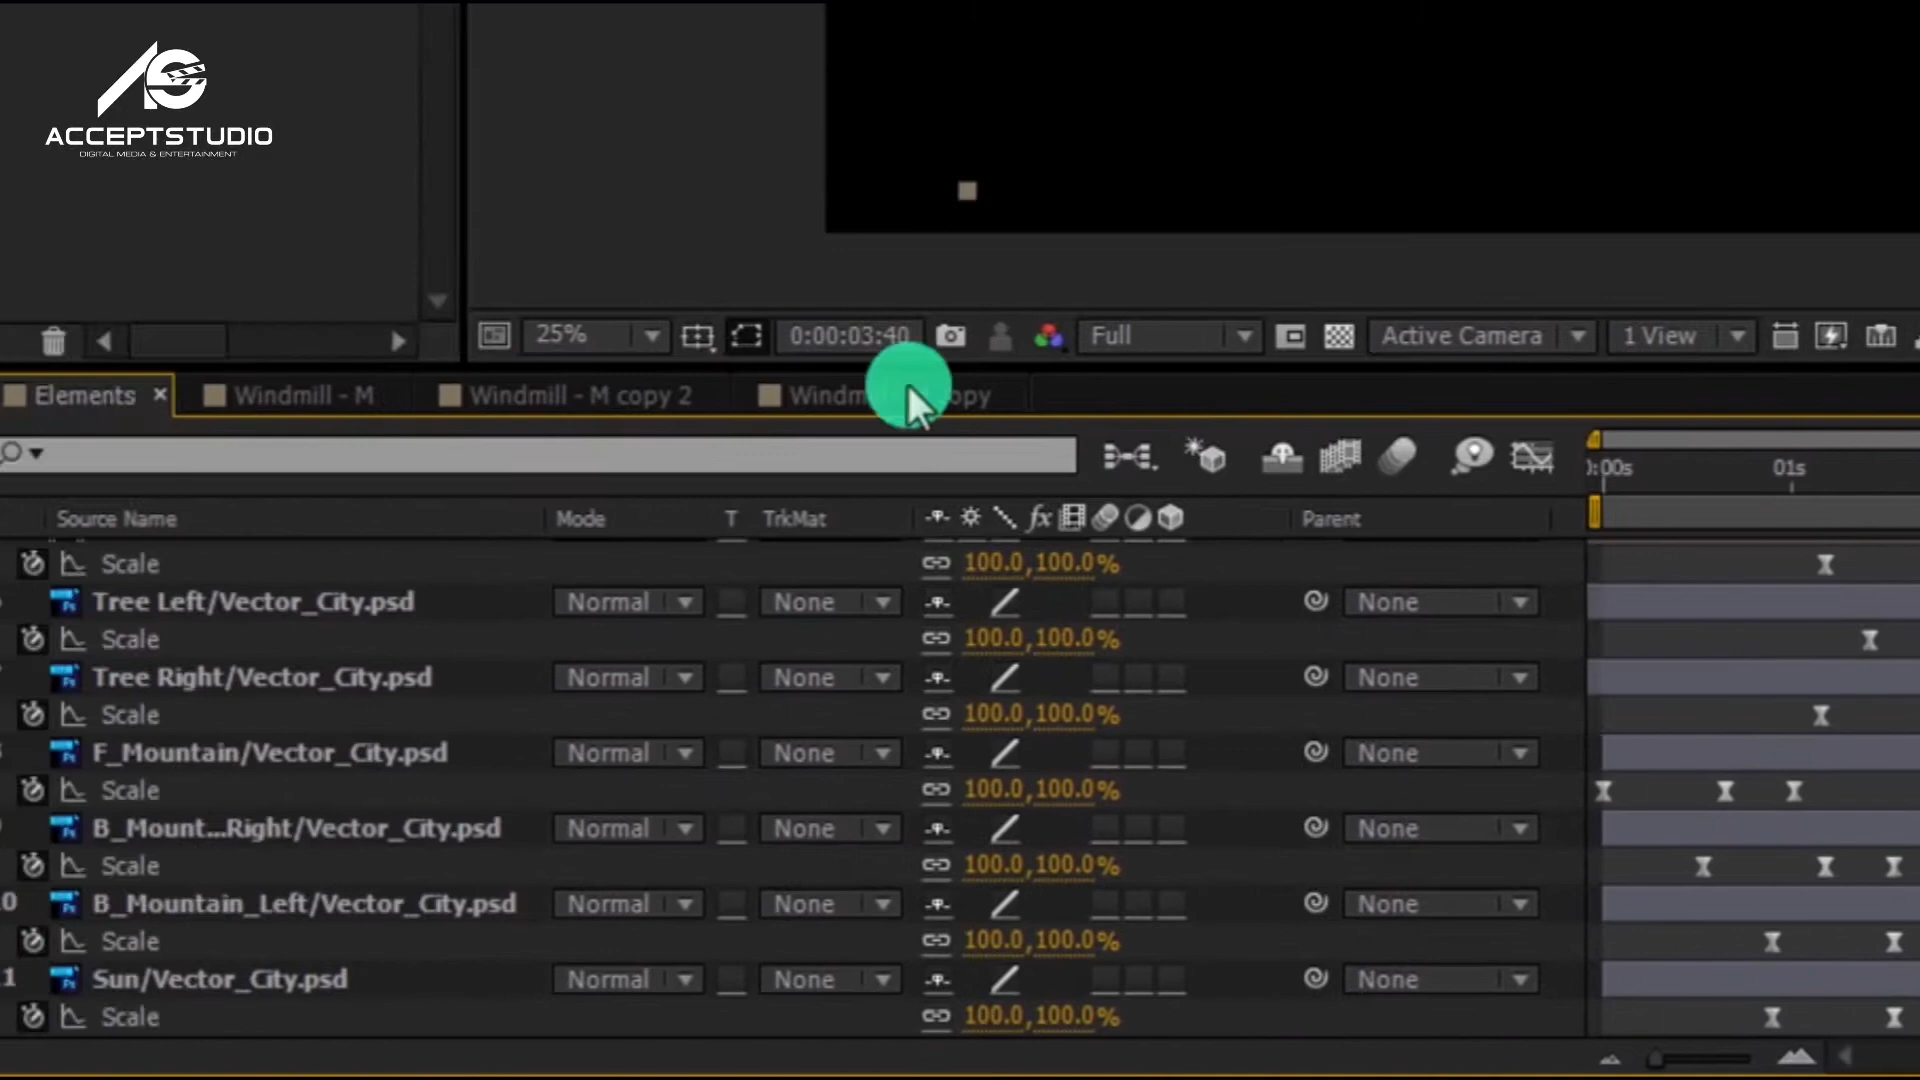 ACCEPTSTUDIO
DIGITAL MEDIA & ENTERTAINMENT
25%
0:00:03:40
Full
Active Camera
1 View
Elements ×
Windmill - M
Windmill - M copy 2
0:00s
01s
Source Name
Mode
T
TrkMat
fx
Parent
Scale
100.0,100.0%
Tree Left/Vector_City.psd
Normal
None
None
Scale
100.0,100.0%
Tree Right/Vector_City.psd
Normal
None
None
Scale
100.0,100.0%
F_Mountain/Vector_City.psd
Normal
None
None
Scale
100.0,100.0%
B_Mount...Right/Vector_City.psd
Normal
None
None
Scale
100.0,100.0%
B_Mountain_Left/Vector_City.psd
Normal
None
None
Scale
100.0,100.0%
Sun/Vector_City.psd
Normal
None
None
Scale
100.0,100.0%